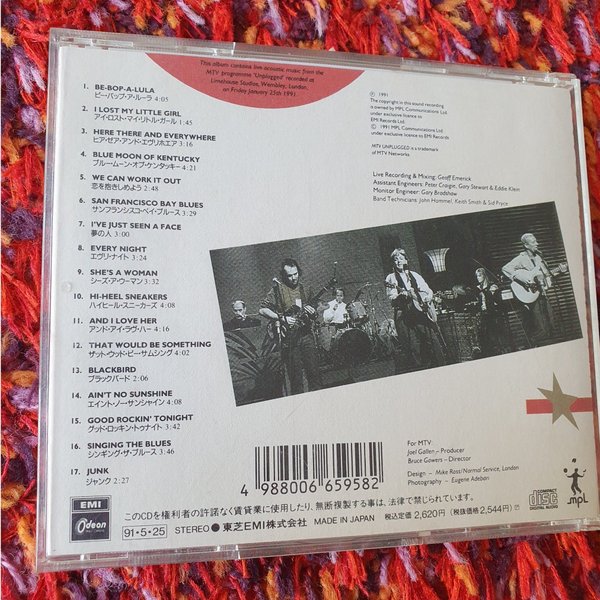 This album contains live acoustic music from the
MTV programme 'Unplugged' recorded at
Limehouse Studios, Wembley, London,
on Friday January 25th 1991.
1. BE-BOP-A-LULA
ビー・バップ・ア・ルーラ 4:05
2. I LOST MY LITTLE GIRL
アイ・ロスト・マイ・リトル・ガール 1:45
3. HERE THERE AND EVERYWHERE
ヒア・ゼア・アンド・エヴリホエア 3:16
4. BLUE MOON OF KENTUCKY
ブルー・ムーン・オブ・ケンタッキー 4:21
5. WE CAN WORK IT OUT
恋を抱きしめよう 2:48
6. SAN FRANCISCO BAY BLUES
サンフランシスコ・ベイ・ブルース 3:29
7. I'VE JUST SEEN A FACE
夢の人 3:00
8. EVERY NIGHT
エヴリ・ナイト 3:24
9. SHE'S A WOMAN
シーズ・ア・ウーマン 3:32
10. HI-HEEL SNEAKERS
ハイヒール・スニーカーズ 4:08
11. AND I LOVE HER
アンド・アイ・ラヴ・ハー 4:16
12. THAT WOULD BE SOMETHING
ザット・ウッド・ビー・サムシング 4:02
13. BLACKBIRD
ブラックバード 2:06
14. AIN'T NO SUNSHINE
エイント・ノー・サンシャイン 4:08
15. GOOD ROCKIN' TONIGHT
グッド・ロッキン・トゥナイト 3:42
16. SINGING THE BLUES
シンギング・ザ・ブルース 3:46
17. JUNK
ジャンク 2:27
℗ 1991
The copyright in this sound recording
is owned by MPL Communications Ltd.
under exclusive licence to
EMI Records Ltd.
© 1991 MPL Communications Ltd.
under exclusive licence to
EMI Records Ltd.
MTV UNPLUGGED is a trademark
of MTV Networks
Live Recording & Mixing: Geoff Emerick
Assistant Engineers: Peter Craigie, Gary Stewart & Eddie Klein
Monitor Engineer: Gary Bradshaw
Band Technicians: John Hammel, Keith Smith & Sid Pryce
For MTV:
Joel Gallen – Producer
Bruce Gowers – Director
Design – Mike Ross/Normal Service, London
Photography – Eugene Adebari
4 988006 659582
EMI
Odeon
COMPACT
disc
DIGITAL AUDIO
MPL
このCDを権利者の許諾なく賃貸業に使用したり、無断複製する事は、法律で禁じられています。
91・5・25 STEREO ● 東芝EMI株式会社 MADE IN JAPAN 税込定価2,620円 (税抜価格2,544円)